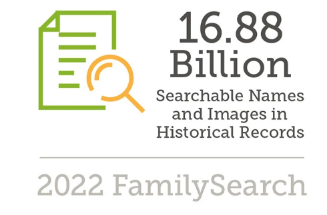 16.88
Billion
Searchable Names
and Images in
Historical Records
2022 FamilySearch